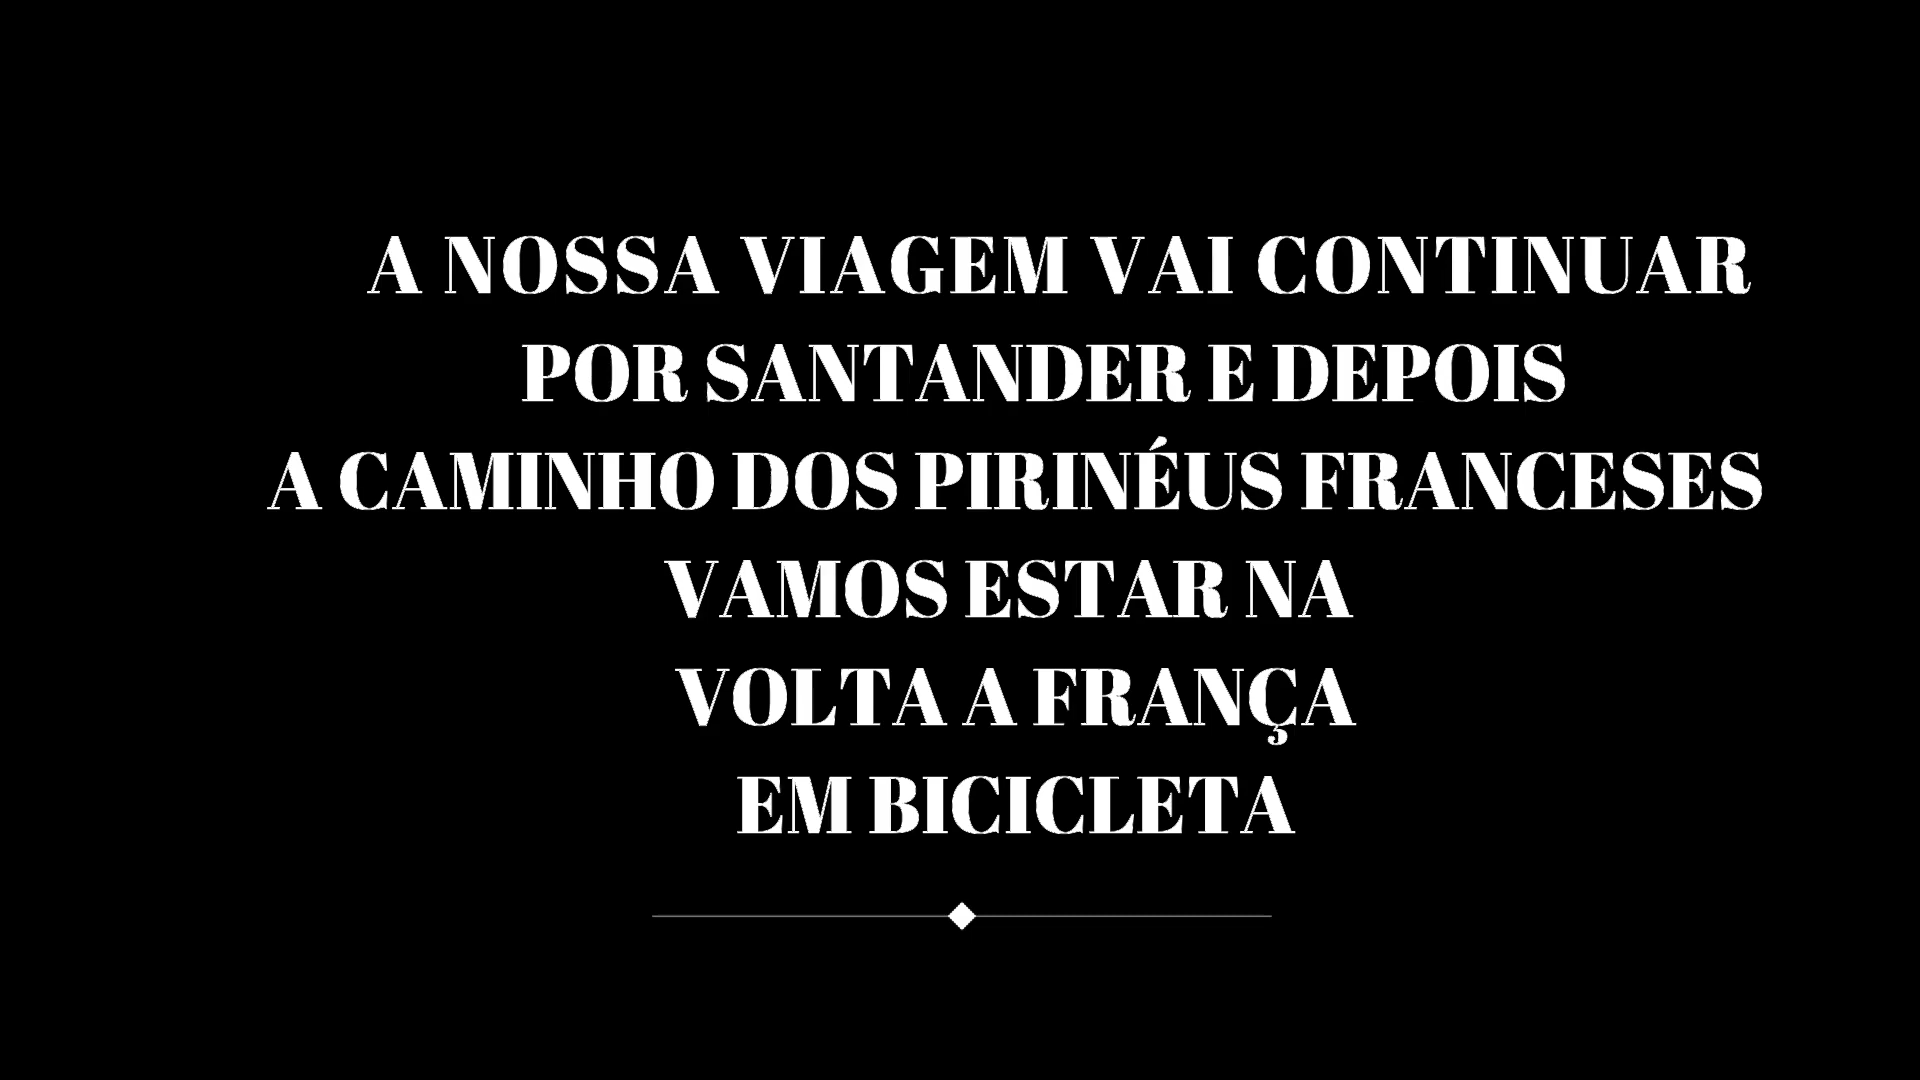 A NOSSA VIAGEM VAI CONTINUAR
POR SANTANDER E DEPOIS
A CAMINHO DOS PIRINÉUS FRANCESES
VAMOS ESTAR NA
VOLTA A FRANÇA
EM BICICLETA